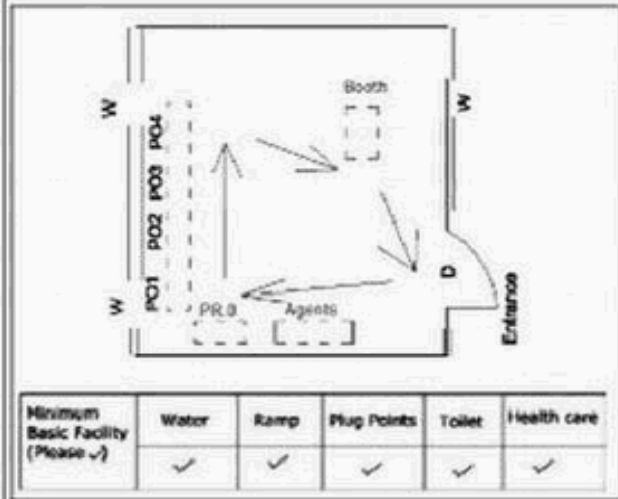 Booth
W
W
PO4
PO3
PO2
PO1
W
PR.0
Agents
D
Entrance
Minimum Basic Facility (Please ✓)
Water
Ramp
Plug Points
Toilet
Health care
✓
✓
✓
✓
✓